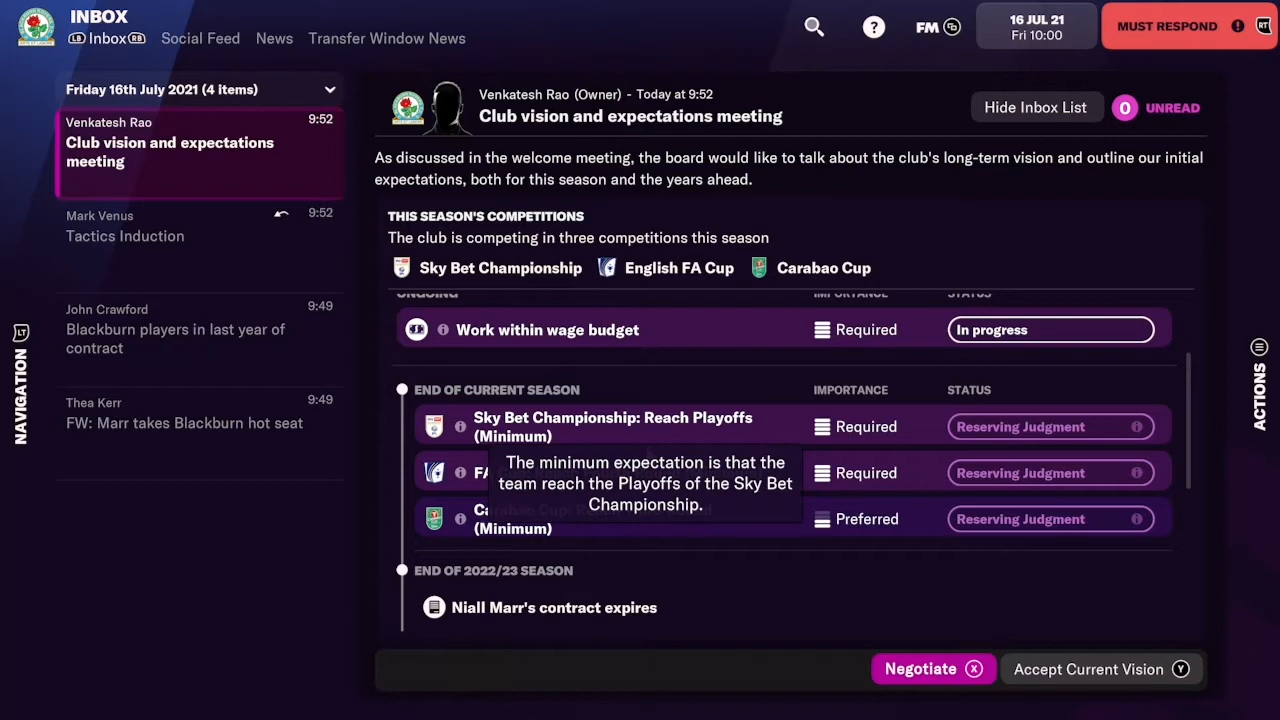 INBOX
LB Inbox RB Social Feed News Transfer Window News
FM
16 JUL 21
Fri 10:00
MUST RESPOND
RT
Friday 16th July 2021 (4 items)
Venkatesh Rao 9:52
Club vision and expectations
meeting
Mark Venus 9:52
Tactics Induction
John Crawford 9:49
Blackburn players in last year of
contract
Thea Kerr 9:49
FW: Marr takes Blackburn hot seat
LT
NAVIGATION
Venkatesh Rao (Owner) - Today at 9:52
Club vision and expectations meeting
Hide Inbox List
0 UNREAD
As discussed in the welcome meeting, the board would like to talk about the club's long-term vision and outline our initial
expectations, both for this season and the years ahead.
THIS SEASON'S COMPETITIONS
The club is competing in three competitions this season
Sky Bet Championship English FA Cup Carabao Cup
ONGOING IMPORTANCE STATUS
Work within wage budget Required In progress
END OF CURRENT SEASON IMPORTANCE STATUS
Sky Bet Championship: Reach Playoffs
(Minimum) Required Reserving Judgment
The minimum expectation is that the
team reach the Playoffs of the Sky Bet
Championship.
Required Reserving Judgment
(Minimum) Preferred Reserving Judgment
END OF 2022/23 SEASON
Niall Marr's contract expires
Negotiate X
Accept Current Vision Y
ACTIONS